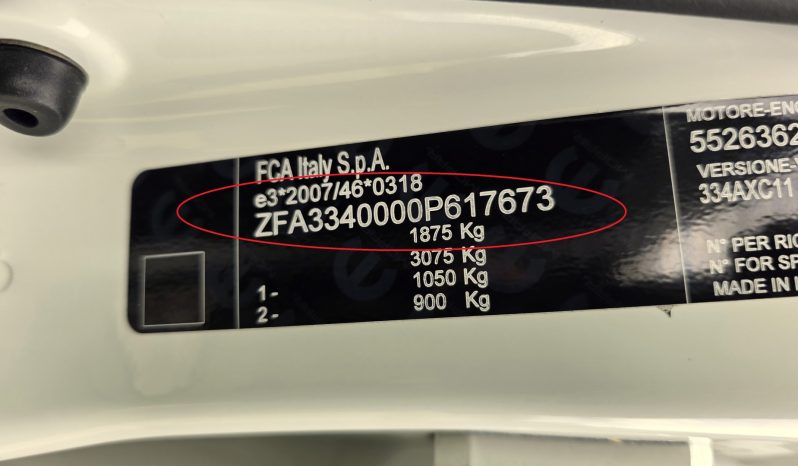 FCA Italy S.p.A.
e3*2007/46*0318
ZFA3340000P617673
1875 Kg
3075 Kg
1- 1050 Kg
2- 900 Kg
MOTORE-ENG
5526362
VERSIONE-V
334AXC11
N° PER RIC
N° FOR SP
MADE IN I